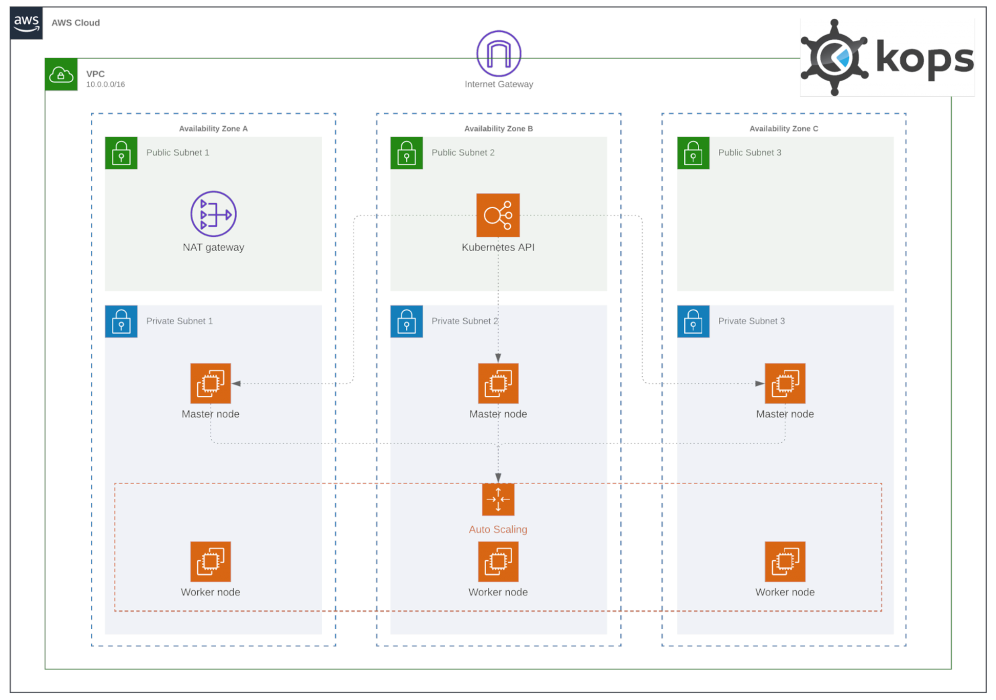 aws
AWS Cloud
kops
VPC
10.0.0.0/16
Internet Gateway
Availability Zone A
Availability Zone B
Availability Zone C
Public Subnet 1
Public Subnet 2
Public Subnet 3
NAT gateway
Kubernetes API
Private Subnet 1
Private Subnet 2
Private Subnet 3
Master node
Master node
Master node
Auto Scaling
Worker node
Worker node
Worker node